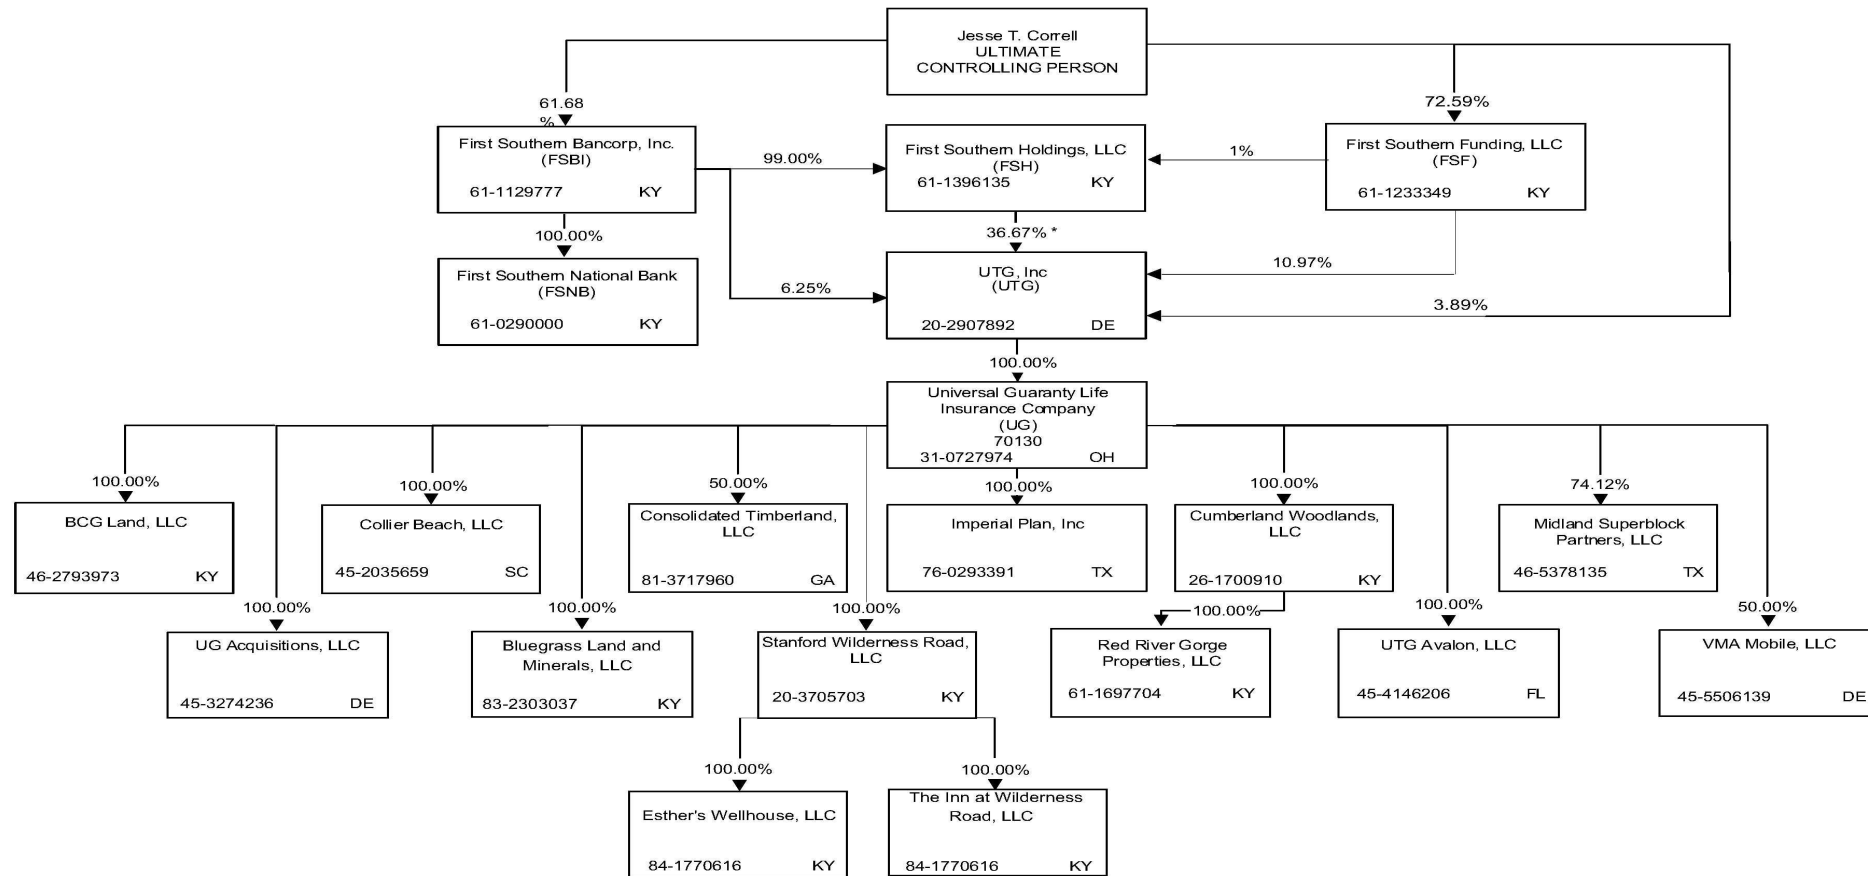 Jesse T. Correll
ULTIMATE
CONTROLLING PERSON
61.68
%
72.59%
First Southern Bancorp, Inc.
(FSBI)
61-1129777 KY
99.00%
First Southern Holdings, LLC
(FSH)
61-1396135 KY
1%
First Southern Funding, LLC
(FSF)
61-1233349 KY
100.00%
36.67% *
First Southern National Bank
(FSNB)
61-0290000 KY
6.25%
UTG, Inc
(UTG)
20-2907892 DE
10.97%
3.89%
100.00%
Universal Guaranty Life
Insurance Company
(UG)
70130
31-0727974 OH
100.00%
100.00%
50.00%
100.00%
100.00%
74.12%
BCG Land, LLC
46-2793973 KY
Collier Beach, LLC
45-2035659 SC
Consolidated Timberland,
LLC
81-3717960 GA
Imperial Plan, Inc
76-0293391 TX
Cumberland Woodlands,
LLC
26-1700910 KY
Midland Superblock
Partners, LLC
46-5378135 TX
100.00%
100.00%
100.00%
100.00%
100.00%
50.00%
UG Acquisitions, LLC
45-3274236 DE
Bluegrass Land and
Minerals, LLC
83-2303037 KY
Stanford Wilderness Road,
LLC
20-3705703 KY
Red River Gorge
Properties, LLC
61-1697704 KY
UTG Avalon, LLC
45-4146206 FL
VMA Mobile, LLC
45-5506139 DE
100.00%
100.00%
Esther's Wellhouse, LLC
84-1770616 KY
The Inn at Wilderness
Road, LLC
84-1770616 KY